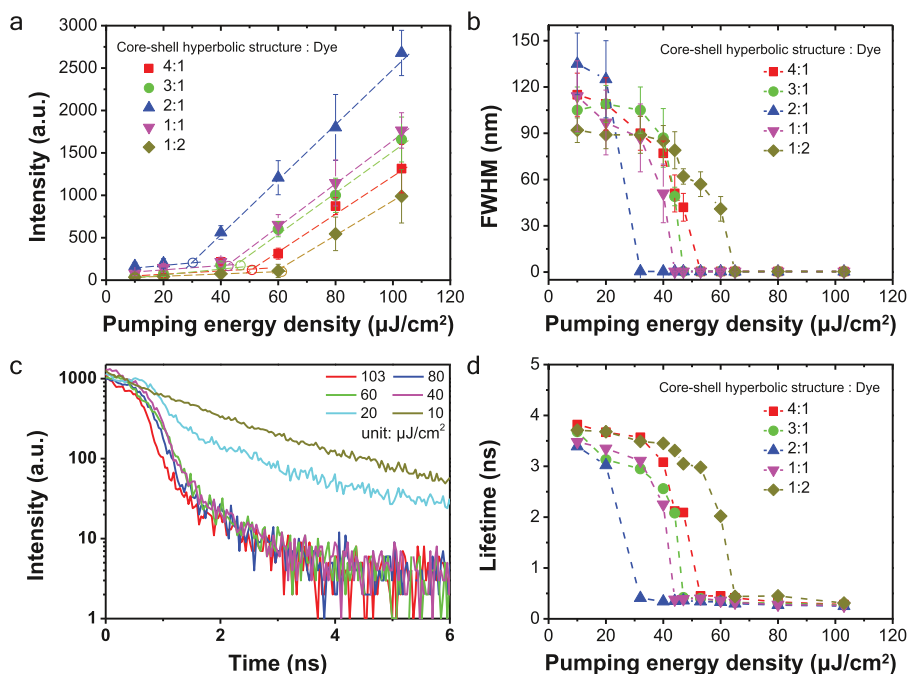 a
Intensity (a.u.)
3000
2500
2000
1500
1000
500
0
Core-shell hyperbolic structure : Dye
4:1
3:1
2:1
1:1
1:2
0 20 40 60 80 100 120
Pumping energy density (μJ/cm²)
b
FWHM (nm)
150
120
90
60
30
0
Core-shell hyperbolic structure : Dye
4:1
3:1
2:1
1:1
1:2
0 20 40 60 80 100 120
Pumping energy density (μJ/cm²)
c
Intensity (a.u.)
1000
100
10
1
103 80
60 40
20 10
unit: μJ/cm²
0 2 4 6
Time (ns)
d
Lifetime (ns)
5
4
3
2
1
0
Core-shell hyperbolic structure : Dye
4:1
3:1
2:1
1:1
1:2
0 20 40 60 80 100 120
Pumping energy density (μJ/cm²)